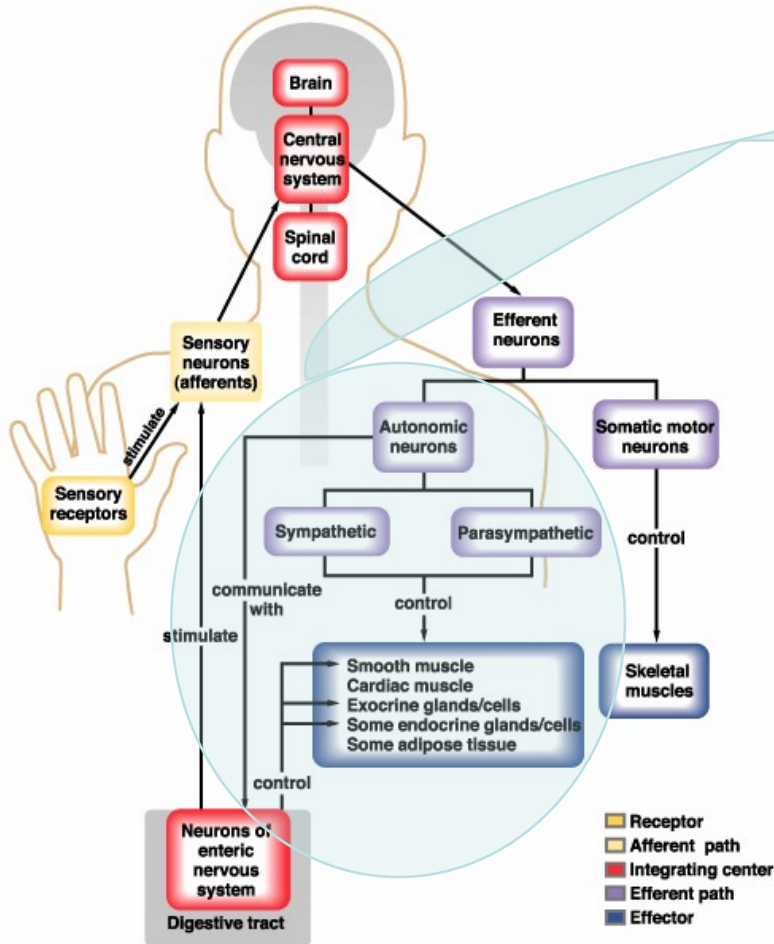 Brain
Central
nervous
system
Spinal
cord
Efferent
neurons
Sensory
neurons
(afferents)
stimulate
Sensory
receptors
Autonomic
neurons
Somatic motor
neurons
Sympathetic
Parasympathetic
control
communicate
with
control
stimulate
Smooth muscle
Cardiac muscle
Exocrine glands/cells
Some endocrine glands/cells
Some adipose tissue
Skeletal
muscles
control
Neurons of
enteric
nervous
system
Digestive tract
Receptor
Afferent path
Integrating center
Efferent path
Effector